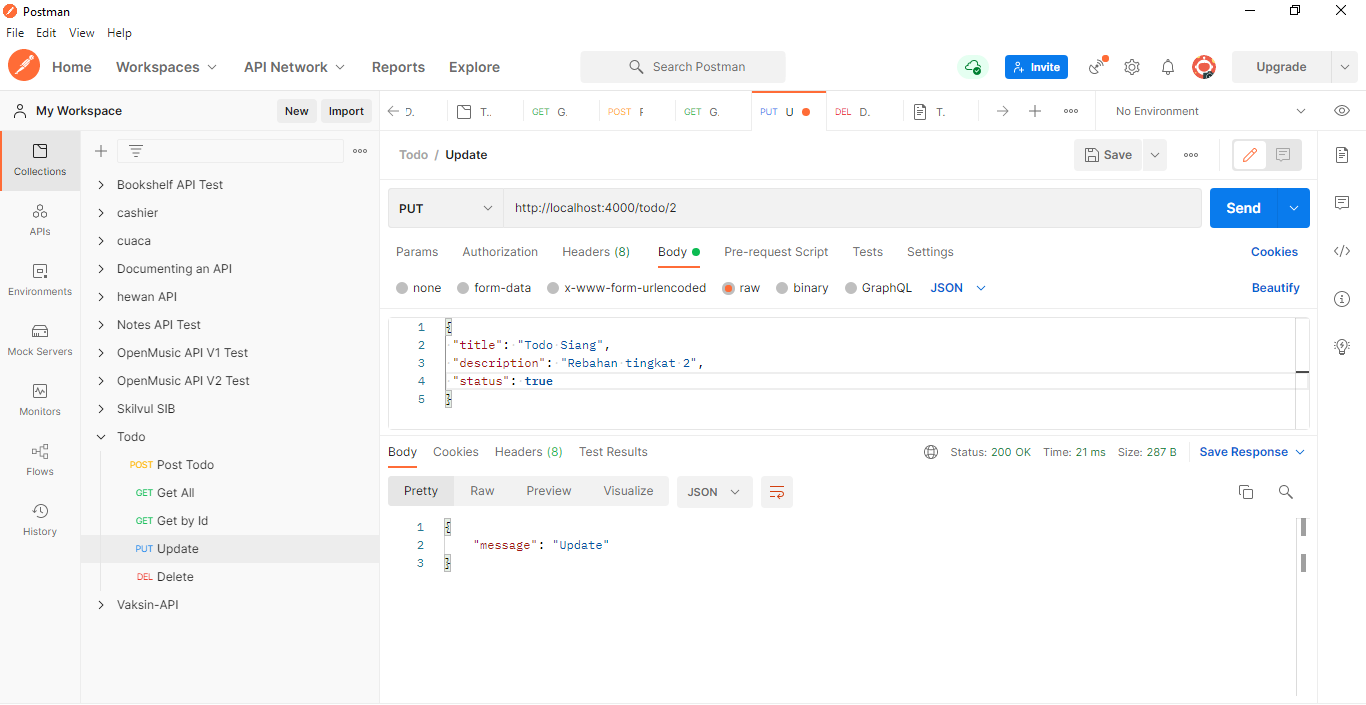 Postman
File Edit View Help
Home Workspaces API Network Reports Explore Search Postman Invite Upgrade
My Workspace New Import D. T.. GET G. POST F GET G. PUT U DEL D. T. No Environment
Collections
APIs
Environments
Mock Servers
Monitors
Flows
History
Bookshelf API Test
cashier
cuaca
Documenting an API
hewan API
Notes API Test
OpenMusic API V1 Test
OpenMusic API V2 Test
Skilvul SIB
Todo
POST Post Todo
GET Get All
GET Get by Id
PUT Update
DEL Delete
Vaksin-API
Todo / Update Save
PUT http://localhost:4000/todo/2 Send
Params Authorization Headers (8) Body Pre-request Script Tests Settings Cookies
none form-data x-www-form-urlencoded raw binary GraphQL JSON Beautify
1 {
2 "title": "Todo Siang",
3 "description": "Rebahan tingkat 2",
4 "status": true
5 }
Body Cookies Headers (8) Test Results Status: 200 OK Time: 21 ms Size: 287 B Save Response
Pretty Raw Preview Visualize JSON
1 {
2 "message": "Update"
3 }